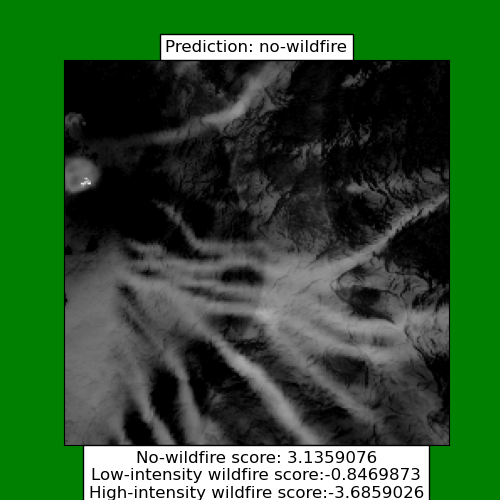 Prediction: no-wildfire
No-wildfire score: 3.1359076
Low-intensity wildfire score:-0.8469873
High-intensity wildfire score:-3.6859026